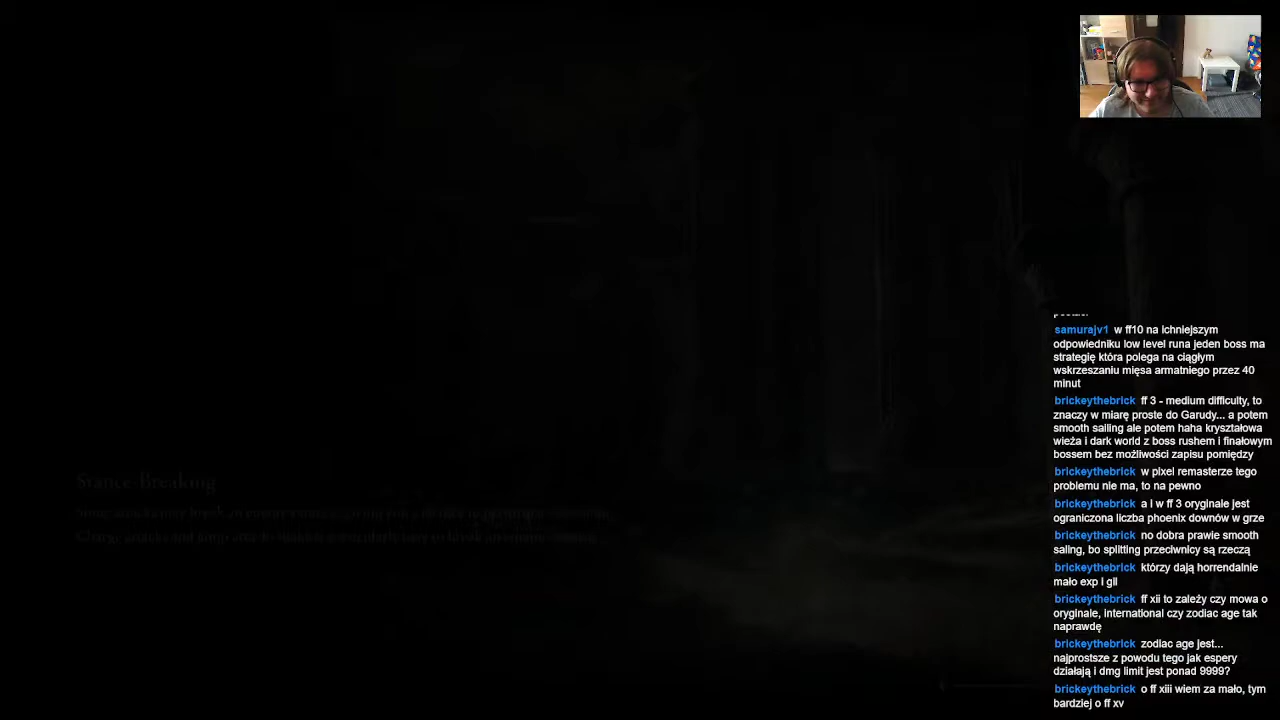 Stance-Breaking
samurajv1 w ff10 na ichniejszym
odpowiedniku low level runa jeden boss ma
strategię która polega na ciągłym
wskrzeszaniu mięsa armatniego przez 40
minut
brickeythebrick ff 3 - medium difficulty, to
znaczy w miarę proste do Garudy... a potem
smooth sailing ale potem haha kryształowa
wieża i dark world z boss rushem i finałowym
bossem bez możliwości zapisu pomiędzy
brickeythebrick w pixel remasterze tego
problemu nie ma, to na pewno
brickeythebrick a i w ff 3 oryginale jest
ograniczona liczba phoenix downów w grze
brickeythebrick no dobra prawie smooth
saling, bo splitting przeciwnicy są rzeczą
brickeythebrick którzy dają horrendalnie
mało exp i gil
brickeythebrick ff xii to zależy czy mowa o
oryginale, international czy zodiac age tak
naprawdę
brickeythebrick zodiac age jest...
najprostsze z powodu tego jak espery
działają i dmg limit jest ponad 9999?
brickeythebrick o ff xiii wiem za mało, tym
bardziej o ff xv